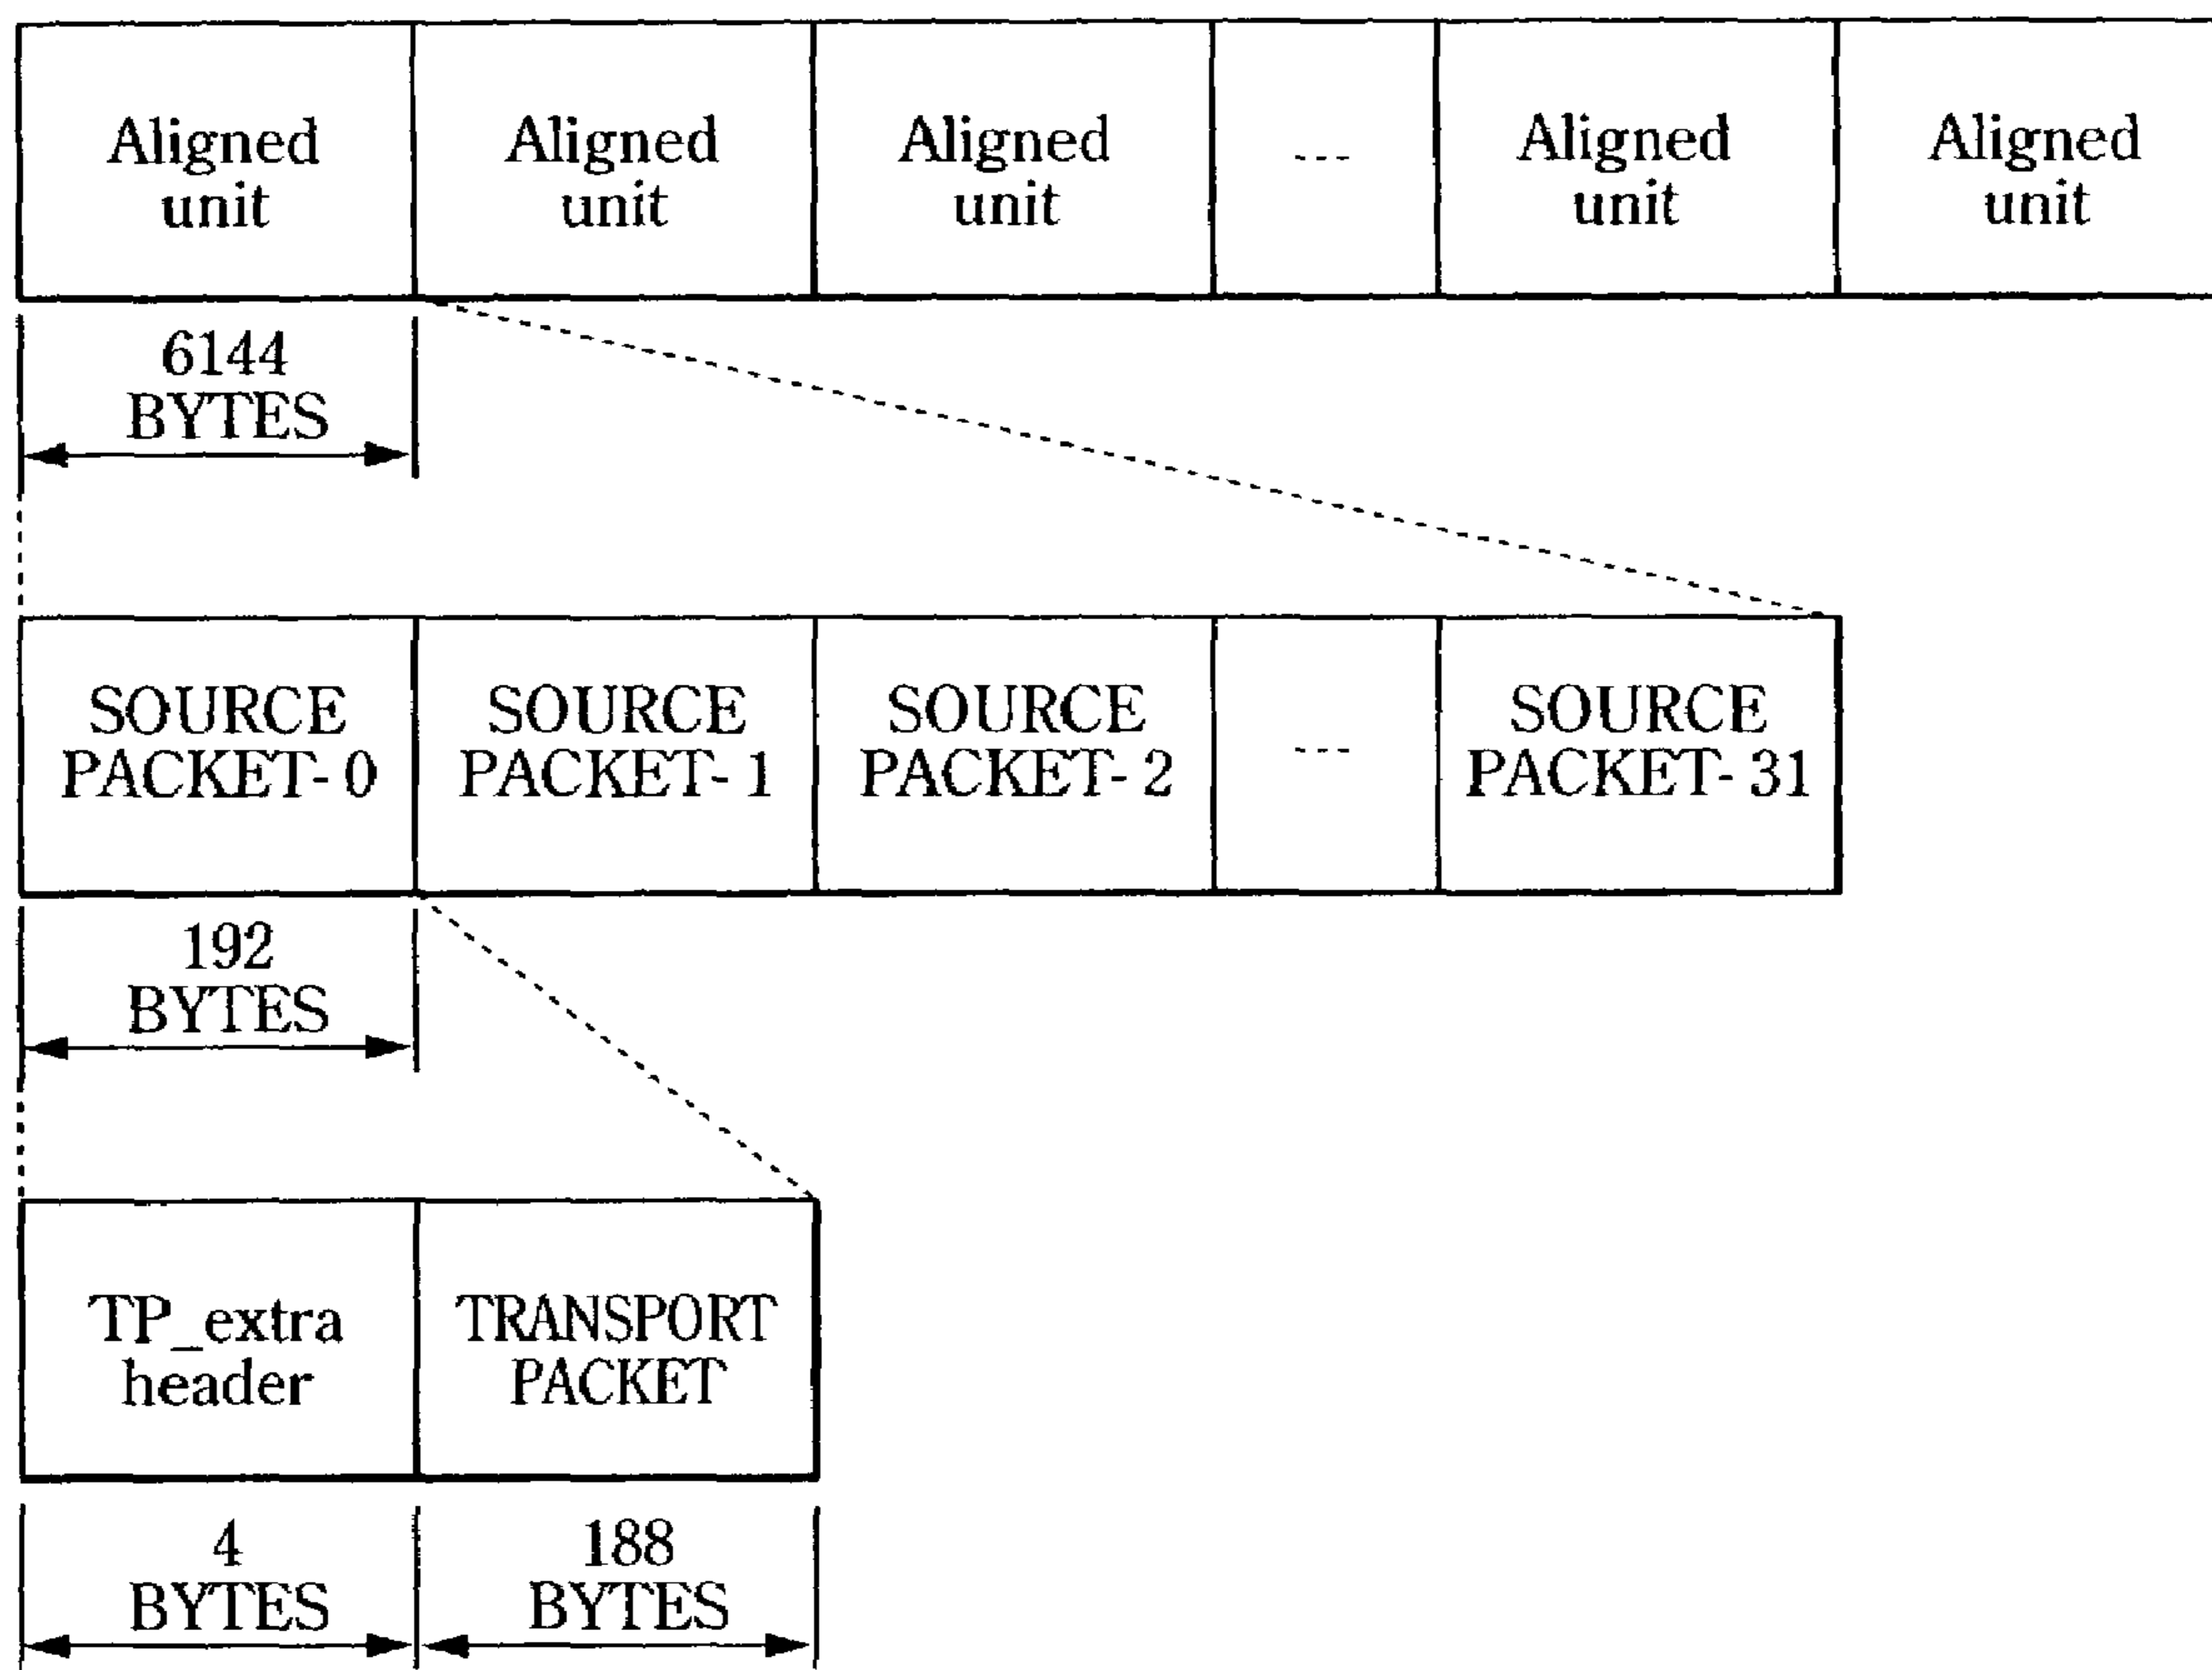 Aligned
unit
Aligned
unit
Aligned
unit
---
Aligned
unit
Aligned
unit
6144
BYTES
SOURCE
PACKET-0
SOURCE
PACKET-1
SOURCE
PACKET-2
---
SOURCE
PACKET-31
192
BYTES
TP_extra
header
TRANSPORT
PACKET
4
BYTES
188
BYTES